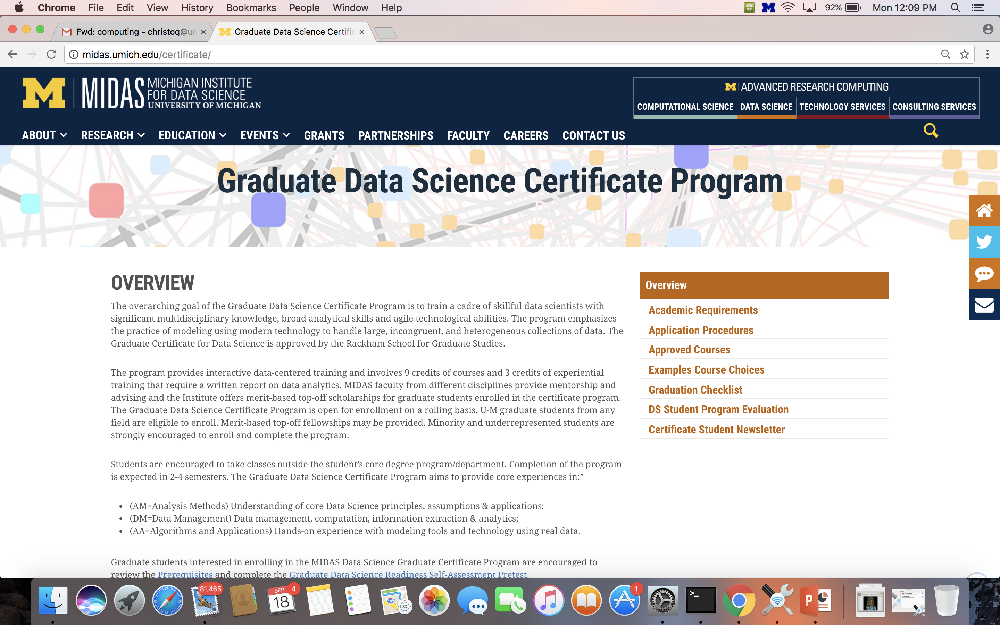 Chrome File Edit View History Bookmarks People Window Help 92% Mon 12:09 PM
Fwd: computing - christoq@um Graduate Data Science Certific
midas.umich.edu/certificate/
M MIDAS MICHIGAN INSTITUTE
FOR DATA SCIENCE
UNIVERSITY OF MICHIGAN
M ADVANCED RESEARCH COMPUTING
COMPUTATIONAL SCIENCE DATA SCIENCE TECHNOLOGY SERVICES CONSULTING SERVICES
ABOUT RESEARCH EDUCATION EVENTS GRANTS PARTNERSHIPS FACULTY CAREERS CONTACT US
Graduate Data Science Certificate Program
OVERVIEW
The overarching goal of the Graduate Data Science Certificate Program is to train a cadre of skillful data scientists with
significant multidisciplinary knowledge, broad analytical skills and agile technological abilities. The program emphasizes
the practice of modeling using modern technology to handle large, incongruent, and heterogeneous collections of data. The
Graduate Certificate for Data Science is approved by the Rackham School for Graduate Studies.
The program provides interactive data-centered training and involves 9 credits of courses and 3 credits of experiential
training that require a written report on data analytics. MIDAS faculty from different disciplines provide mentorship and
advising and the Institute offers merit-based top-off scholarships for graduate students enrolled in the certificate program.
The Graduate Data Science Certificate Program is open for enrollment on a rolling basis. U-M graduate students from any
field are eligible to enroll. Merit-based top-off fellowships may be provided. Minority and underrepresented students are
strongly encouraged to enroll and complete the program.
Students are encouraged to take classes outside the student’s core degree program/department. Completion of the program
is expected in 2-4 semesters. The Graduate Data Science Certificate Program aims to provide core experiences in:”
• (AM=Analysis Methods) Understanding of core Data Science principles, assumptions & applications;
• (DM=Data Management) Data management, computation, information extraction & analytics;
• (AA=Algorithms and Applications) Hands-on experience with modeling tools and technology using real data.
Graduate students interested in enrolling in the MIDAS Data Science Graduate Certificate Program are encouraged to
review the Prerequisites and complete the Graduate Data Science Readiness Self-Assessment Pretest.
Overview
Academic Requirements
Application Procedures
Approved Courses
Examples Course Choices
Graduation Checklist
DS Student Program Evaluation
Certificate Student Newsletter
81,465
SEP 4
18
280
3D
1
>_
P
data